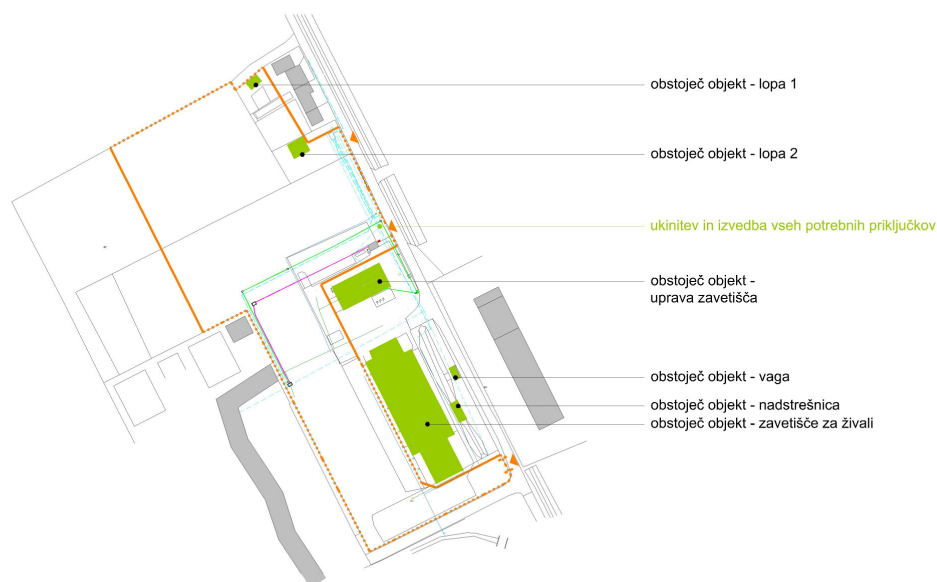 obstoječ objekt - lopa 1
obstoječ objekt - lopa 2
ukinitev in izvedba vseh potrebnih priključkov
obstoječ objekt -
uprava zavetišča
obstoječ objekt - vaga
obstoječ objekt - nadstrešnica
obstoječ objekt - zavetišče za živali